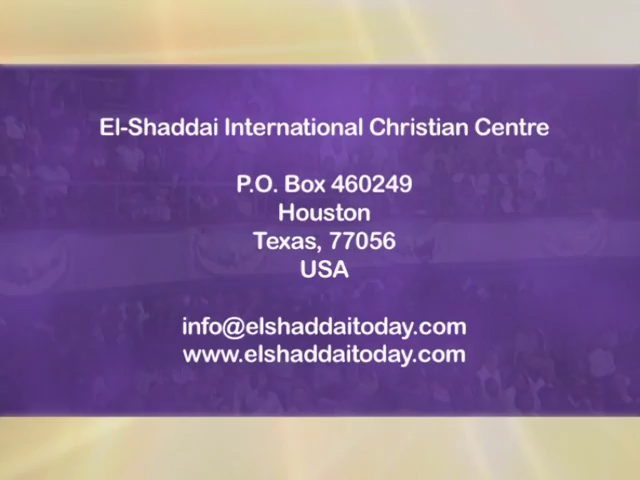 El-Shaddai International Christian Centre
P.O. Box 460249
Houston
Texas, 77056
USA
info@elshaddaitoday.com
www.elshaddaitoday.com